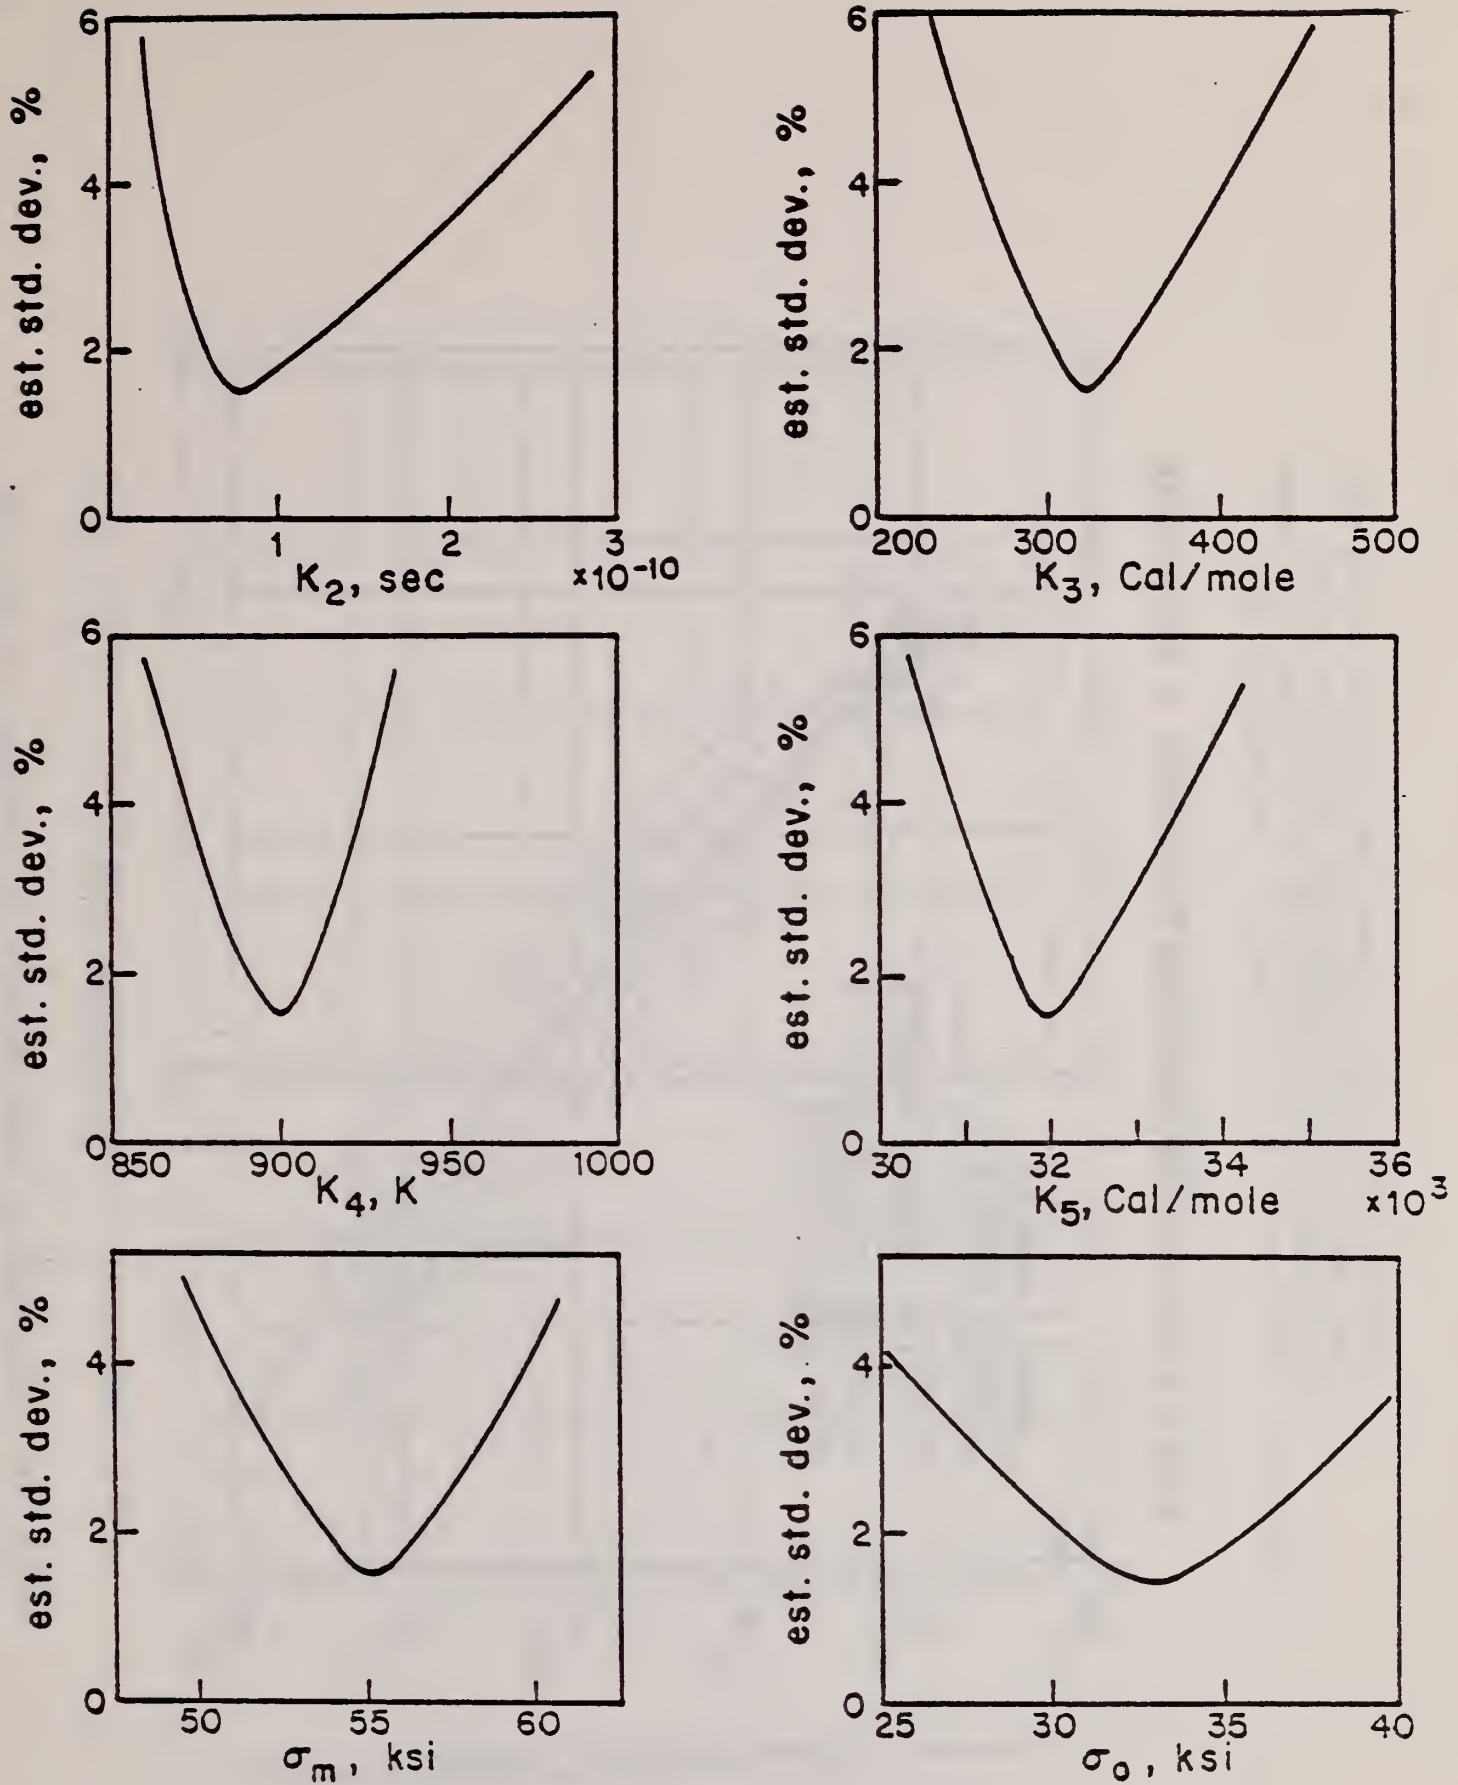 6
4
2
0
est. std. dev., %
1 2 3
K₂, sec ×10⁻¹⁰
6
4
2
0
est. std. dev., %
200 300 400 500
K₃, Cal/mole
6
4
2
0
est. std. dev., %
850 900 950 1000
K₄, K
6
4
2
0
est. std. dev., %
30 32 34 36
K₅, Cal/mole ×10³
4
2
0
est. std. dev., %
50 55 60
σₘ, ksi
4
2
0
est. std. dev., %
25 30 35 40
σₒ, ksi